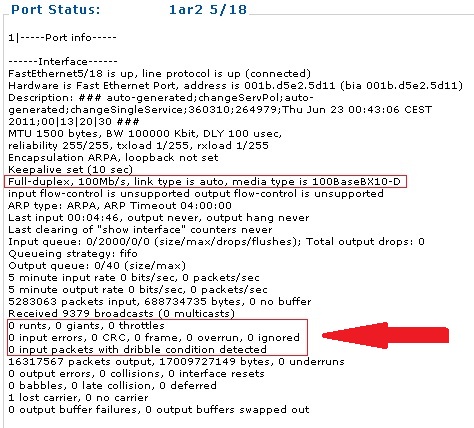 Port Status: 1ar2 5/18
1|-----Port info-----
------Interface------
FastEthernet5/18 is up, line protocol is up (connected)
Hardware is Fast Ethernet Port, address is 001b.d5e2.5d11 (bia 001b.d5e2.5d11)
Description: ### auto-generated;changeServPol;auto-
generated;changeSingleService;360310;264979;Thu Jun 23 00:43:06 CEST
2011;00|13|20|30 ###
MTU 1500 bytes, BW 100000 Kbit, DLY 100 usec,
reliability 255/255, txload 1/255, rxload 1/255
Encapsulation ARPA, loopback not set
Keepalive set (10 sec)
Full-duplex, 100Mb/s, link type is auto, media type is 100BaseBX10-D
input flow-control is unsupported output flow-control is unsupported
ARP type: ARPA, ARP Timeout 04:00:00
Last input 00:04:46, output never, output hang never
Last clearing of "show interface" counters never
Input queue: 0/2000/0/0 (size/max/drops/flushes); Total output drops: 0
Queueing strategy: fifo
Output queue: 0/40 (size/max)
5 minute input rate 0 bits/sec, 0 packets/sec
5 minute output rate 0 bits/sec, 0 packets/sec
5283063 packets input, 688734735 bytes, 0 no buffer
Received 9379 broadcasts (0 multicasts)
0 runts, 0 giants, 0 throttles
0 input errors, 0 CRC, 0 frame, 0 overrun, 0 ignored
0 input packets with dribble condition detected
16317567 packets output, 17009727149 bytes, 0 underruns
0 output errors, 0 collisions, 0 interface resets
0 babbles, 0 late collision, 0 deferred
1 lost carrier, 0 no carrier
0 output buffer failures, 0 output buffers swapped out